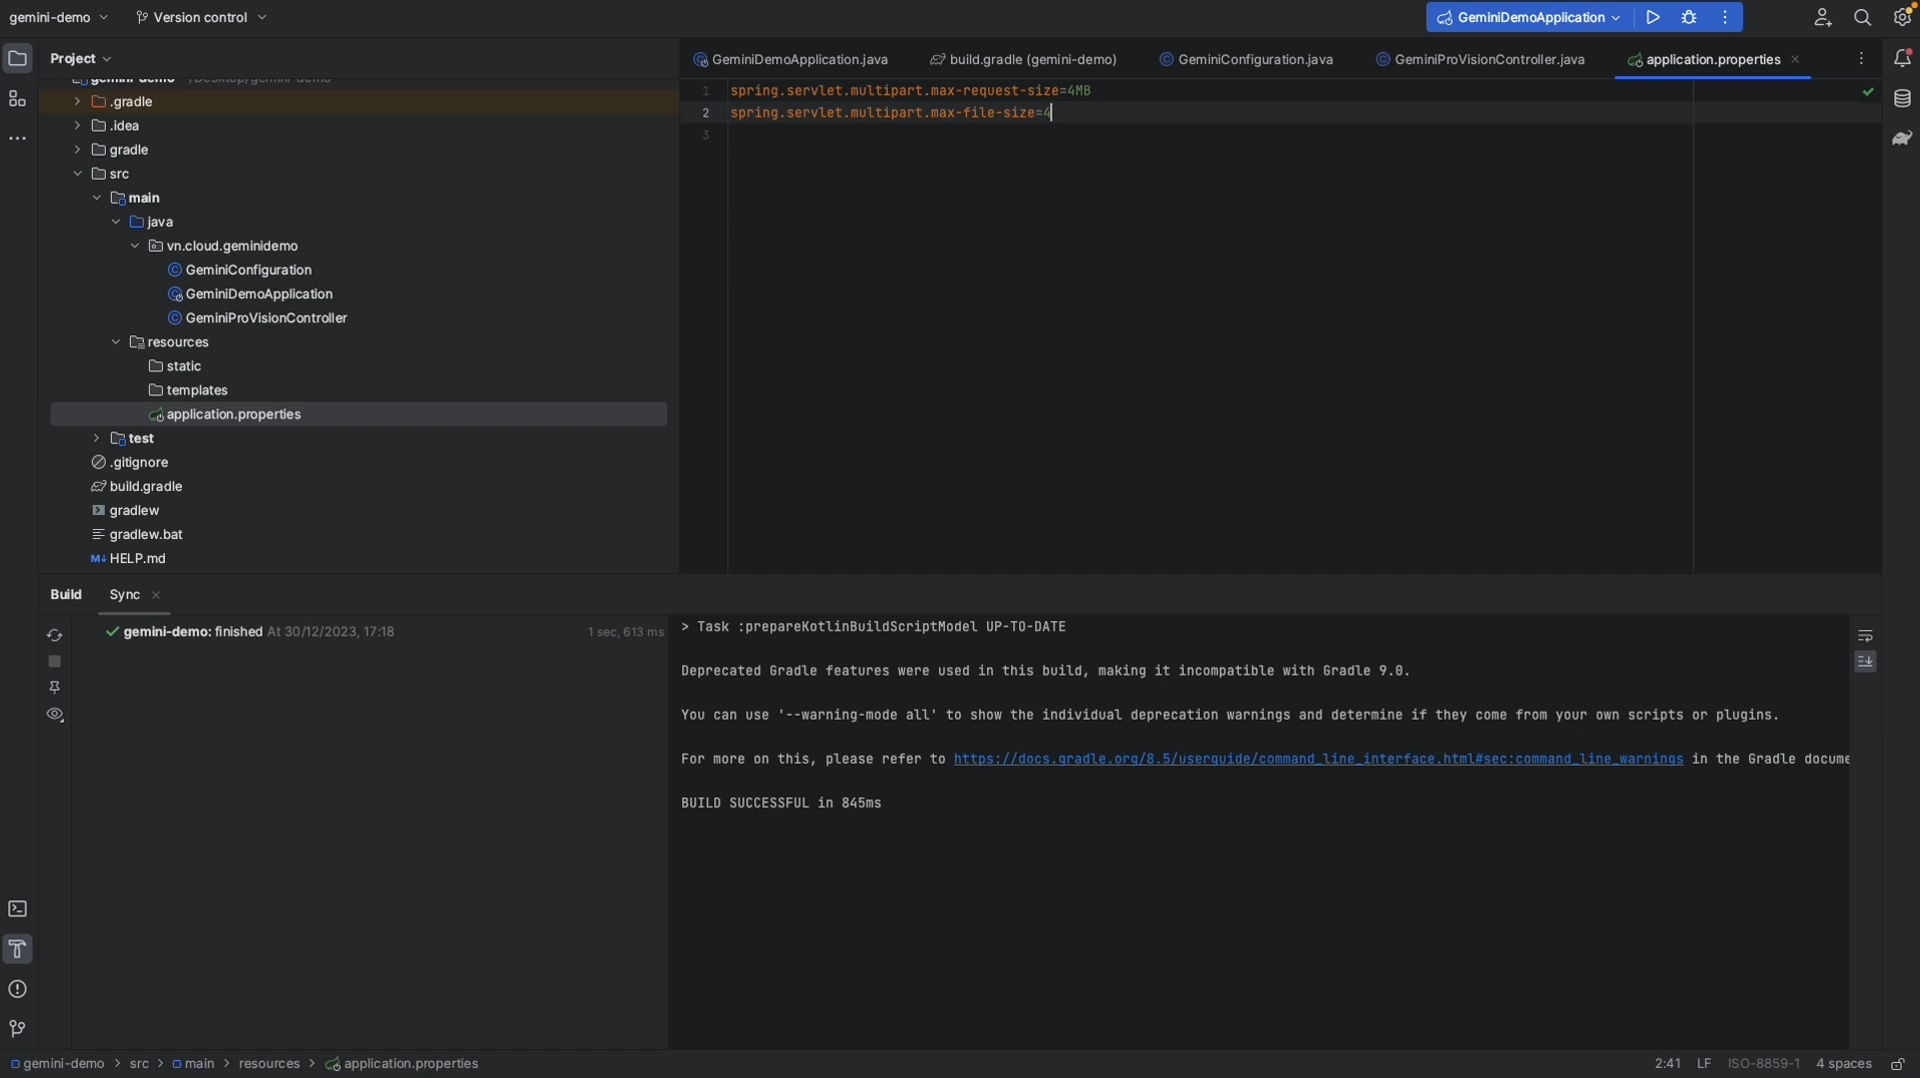 gemini-demo
Version control
GeminiDemoApplication
Project
GeminiDemoApplication.java
build.gradle (gemini-demo)
GeminiConfiguration.java
GeminiProVisionController.java
application.properties
gemini-demo ~/Desktop/gemini-demo
.gradle
.idea
gradle
src
main
java
vn.cloud.geminidemo
GeminiConfiguration
GeminiDemoApplication
GeminiProVisionController
resources
static
templates
application.properties
test
.gitignore
build.gradle
gradlew
gradlew.bat
M↓ HELP.md
1 spring.servlet.multipart.max-request-size=4MB
2 spring.servlet.multipart.max-file-size=4
3
Build
Sync
gemini-demo: finished At 30/12/2023, 17:18 1 sec, 613 ms
> Task :prepareKotlinBuildScriptModel UP-TO-DATE
Deprecated Gradle features were used in this build, making it incompatible with Gradle 9.0.
You can use '--warning-mode all' to show the individual deprecation warnings and determine if they come from your own scripts or plugins.
For more on this, please refer to https://docs.gradle.org/8.5/userguide/command_line_interface.html#sec:command_line_warnings in the Gradle docume
BUILD SUCCESSFUL in 845ms
gemini-demo > src > main > resources > application.properties
2:41 LF ISO-8859-1 4 spaces